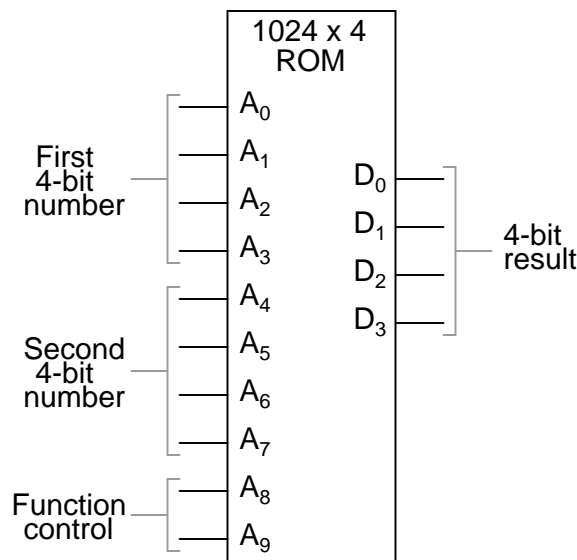 1024 x 4
ROM
First
4-bit
number
A0
A1
A2
A3
Second
4-bit
number
A4
A5
A6
A7
Function
control
A8
A9
D0
D1
D2
D3
4-bit
result